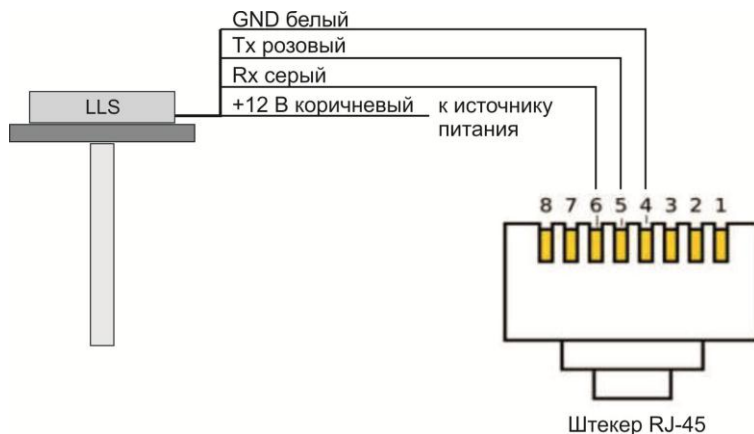 GND белый
Tx розовый
Rx серый
LLS
+12 В коричневый
к источнику
питания
8 7 6 5 4 3 2 1
Штекер RJ-45